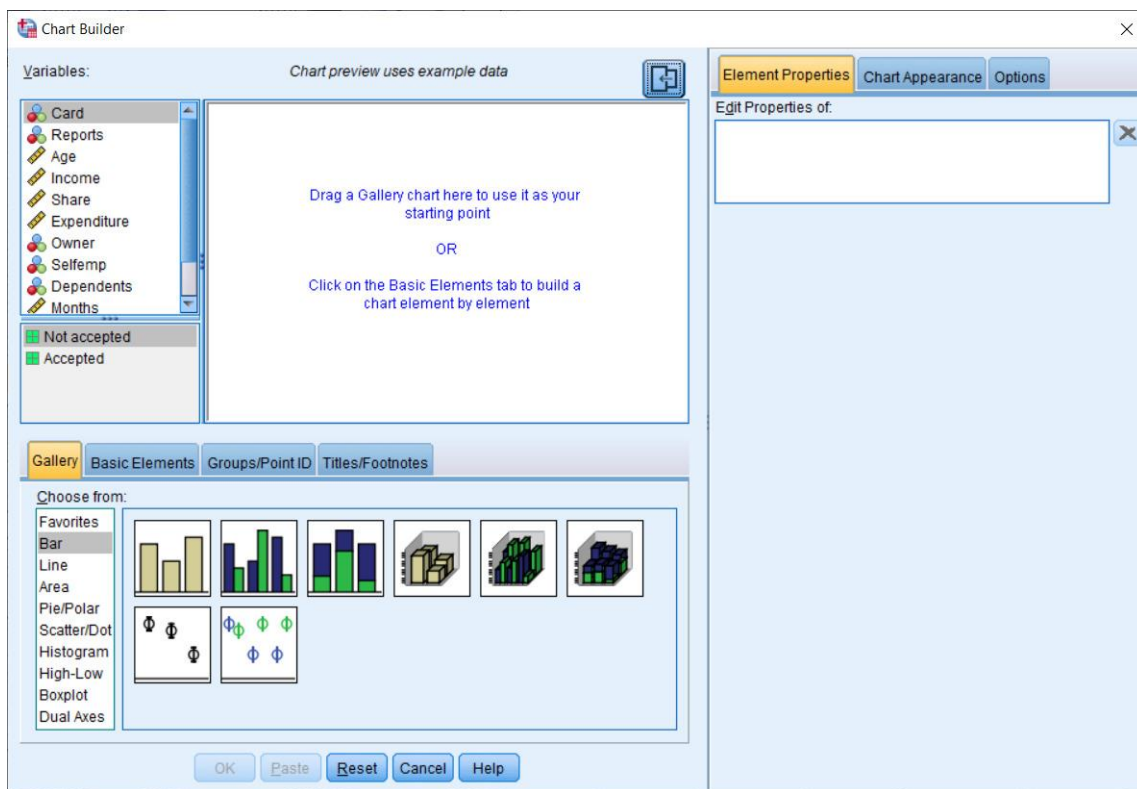 Chart Builder
Variables:
Chart preview uses example data
Card
Reports
Age
Income
Share
Expenditure
Owner
Selfemp
Dependents
Months
Not accepted
Accepted
Drag a Gallery chart here to use it as your
starting point
OR
Click on the Basic Elements tab to build a
chart element by element
Element Properties Chart Appearance Options
Edit Properties of:
Gallery Basic Elements Groups/Point ID Titles/Footnotes
Choose from:
Favorites
Bar
Line
Area
Pie/Polar
Scatter/Dot
Histogram
High-Low
Boxplot
Dual Axes
OK Paste Reset Cancel Help